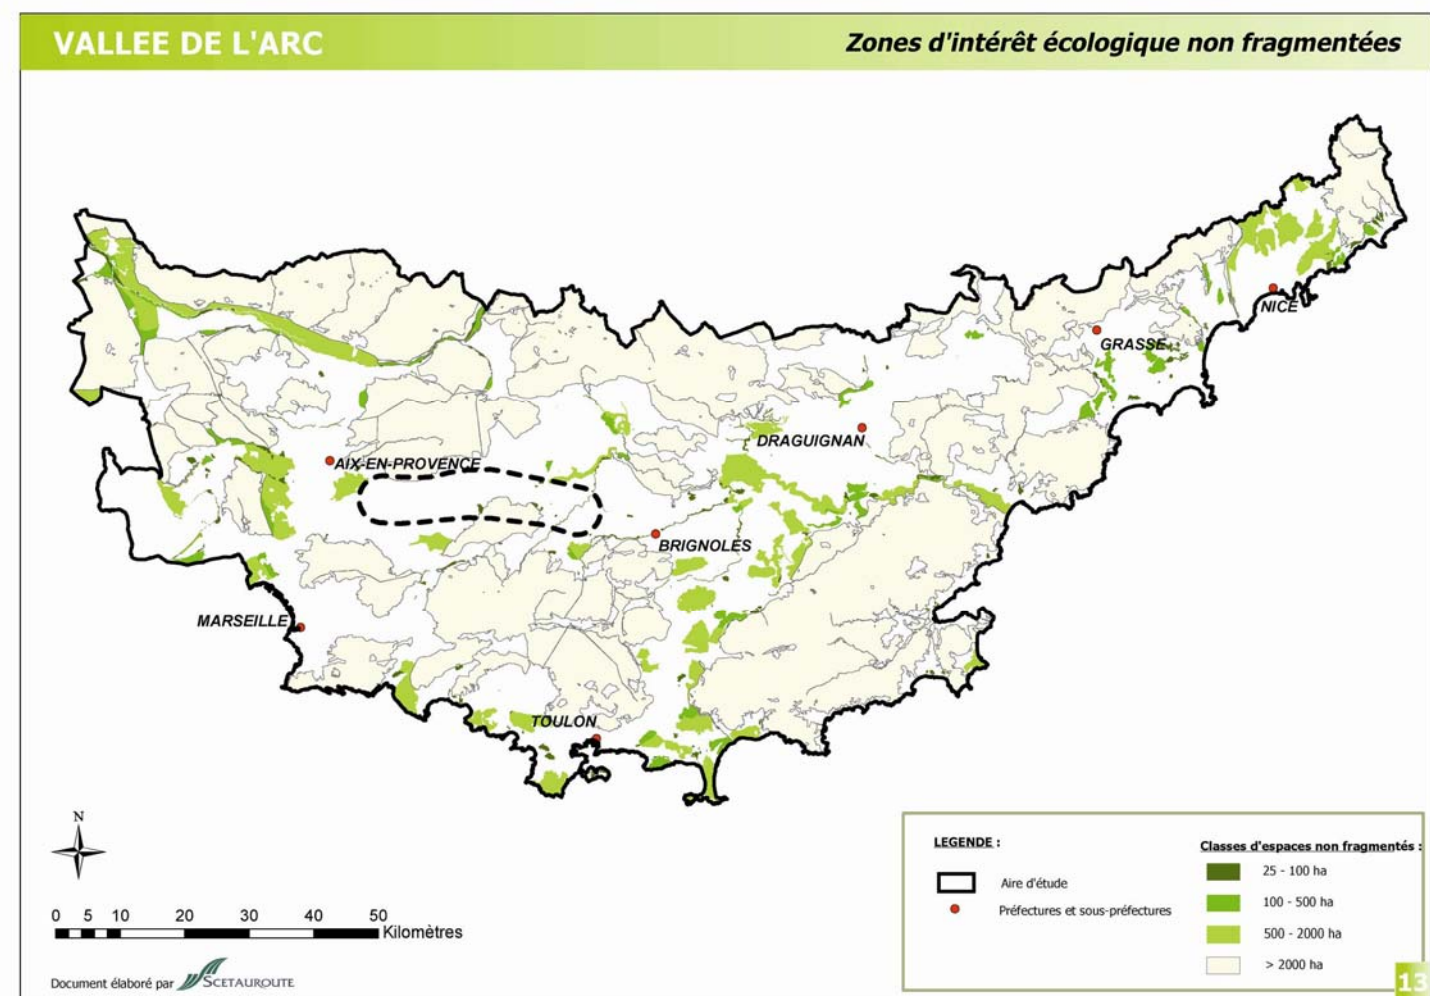 VALLEE DE L'ARC
Zones d'intérêt écologique non fragmentées
NICE
GRASSE
DRAGUIGNAN
AIX-EN-PROVENCE
BRIGNOLES
MARSEILLE
TOULON
N
0 5 10 20 30 40 50
Kilomètres
Document élaboré par SCETAUROUTE
LEGENDE :
Aire d'étude
Préfectures et sous-préfectures
Classes d'espaces non fragmentés :
25 - 100 ha
100 - 500 ha
500 - 2000 ha
> 2000 ha
13